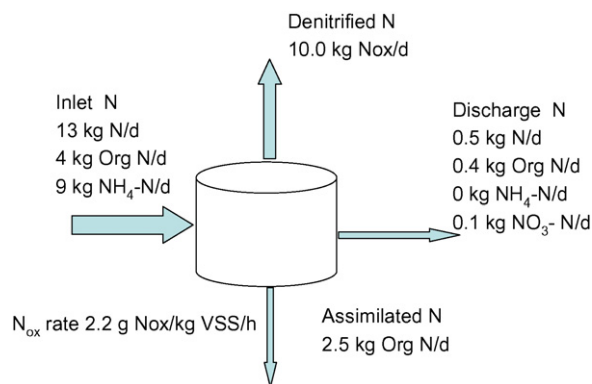 Denitrified N
10.0 kg Nox/d
Inlet N
13 kg N/d
4 kg Org N/d
9 kg NH₄-N/d
Discharge N
0.5 kg N/d
0.4 kg Org N/d
0 kg NH₄-N/d
0.1 kg NO₃- N/d
Nₒₓ rate 2.2 g Nox/kg VSS/h
Assimilated N
2.5 kg Org N/d